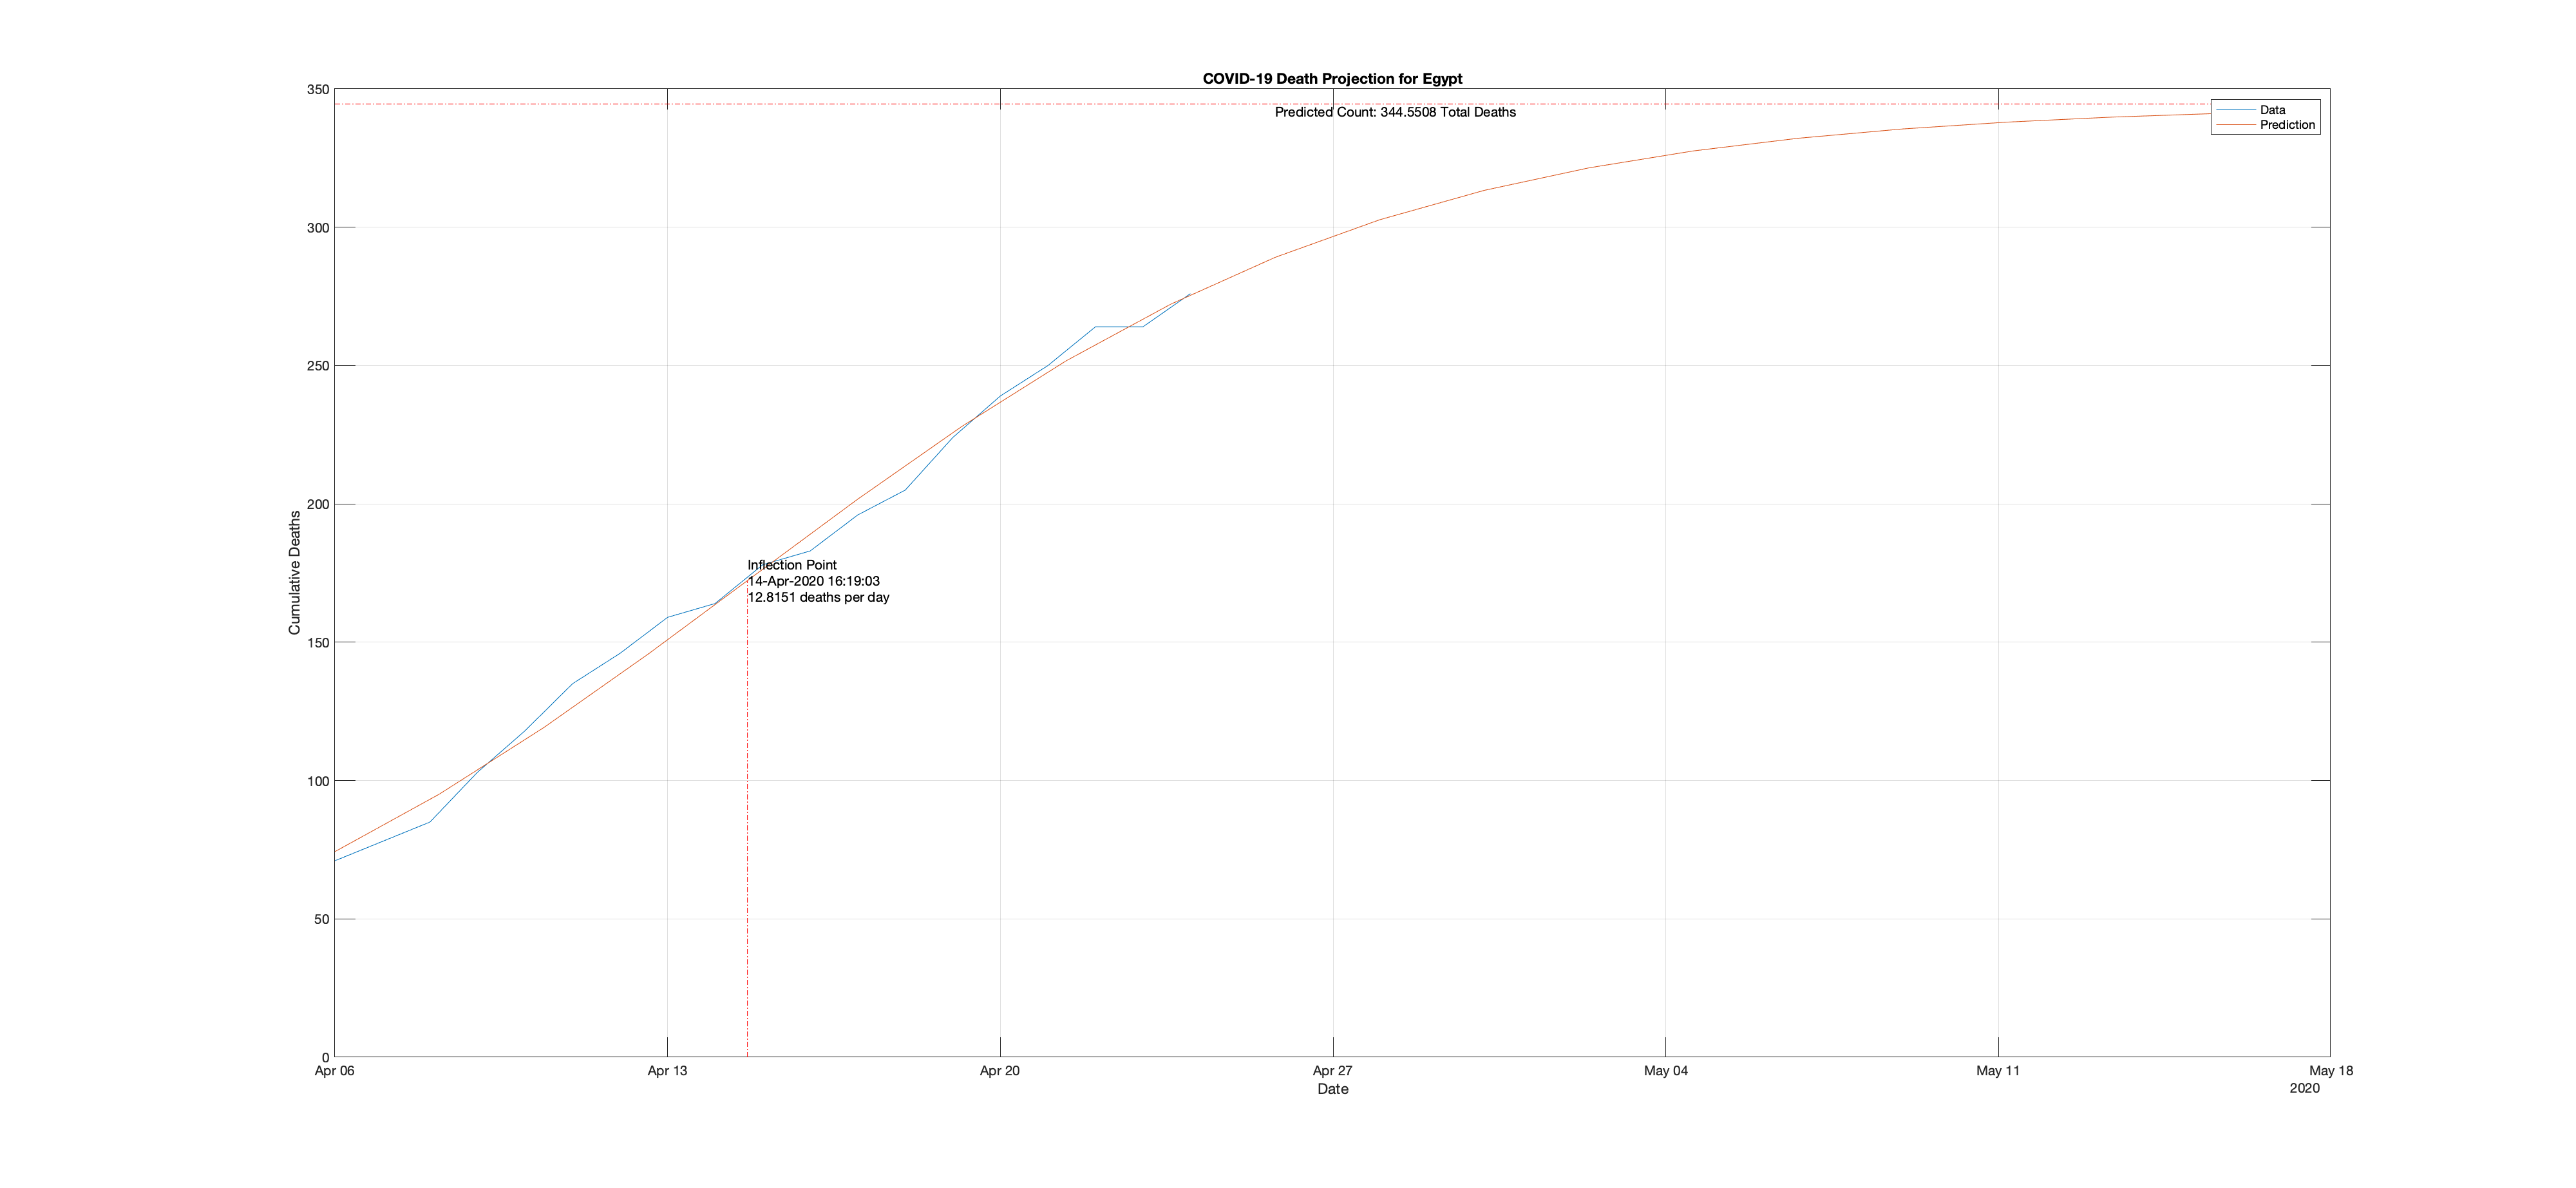 COVID-19 Death Projection for Egypt
350
Predicted Count: 344.5508 Total Deaths
Data
Prediction
300
250
200
Inflection Point
14-Apr-2020 16:19:03
12.8151 deaths per day
150
100
50
0
Cumulative Deaths
Apr 06
Apr 13
Apr 20
Apr 27
May 04
May 11
May 18
Date
2020